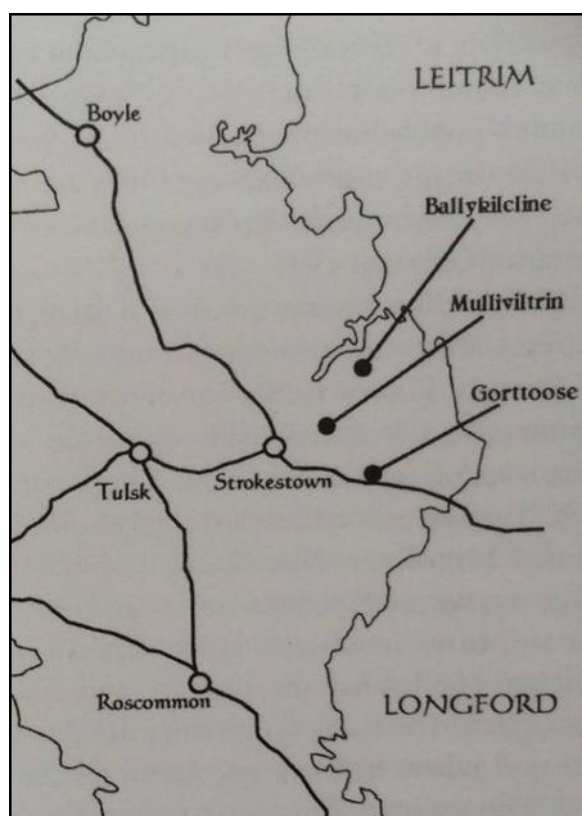 LEITRIM
Boyle
Ballykilcline
Mulliviltrin
Gorttoose
Tulsk
Strokestown
Roscommon
LONGFORD